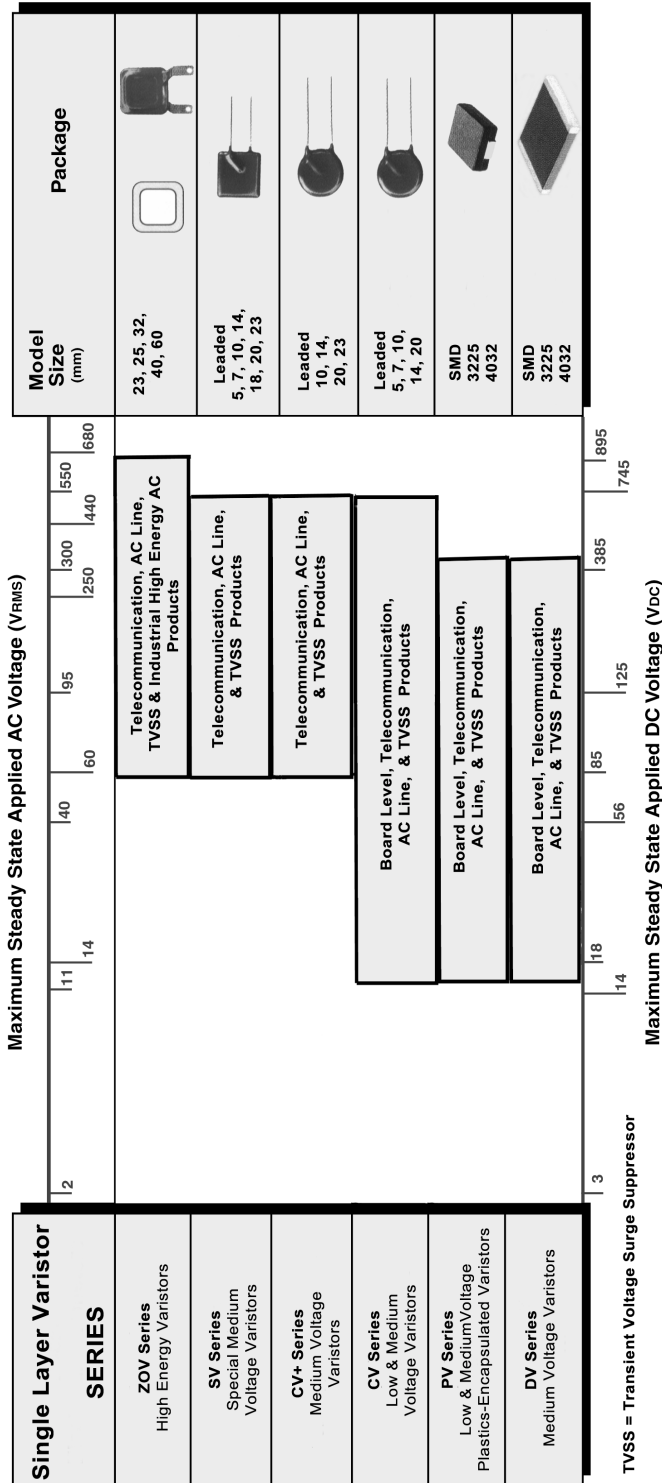 Maximum Steady State Applied AC Voltage (VRMS)
Single Layer Varistor
SERIES
2
11
14
40
60
95
250
300
440
550
680
Model
Size
(mm)
Package
ZOV Series
High Energy Varistors
Telecommunication, AC Line,
TVSS & Industrial High Energy AC
Products
23, 25, 32,
40, 60
SV Series
Special Medium
Voltage Varistors
Telecommunication, AC Line,
& TVSS Products
Leaded
5, 7, 10, 14,
18, 20, 23
CV+ Series
Medium Voltage
Varistors
Telecommunication, AC Line,
& TVSS Products
Leaded
10, 14,
20, 23
CV Series
Low & Medium
Voltage Varistors
Board Level, Telecommunication,
AC Line, & TVSS Products
Leaded
5, 7, 10,
14, 20
PV Series
Low & MediumVoltage
Plastics-Encapsulated Varistors
Board Level, Telecommunication,
AC Line, & TVSS Products
SMD
3225
4032
DV Series
Medium Voltage Varistors
Board Level, Telecommunication,
AC Line, & TVSS Products
SMD
3225
4032
3
14
18
56
85
125
385
745
895
TVSS = Transient Voltage Surge Suppressor
Maximum Steady State Applied DC Voltage (VDC)